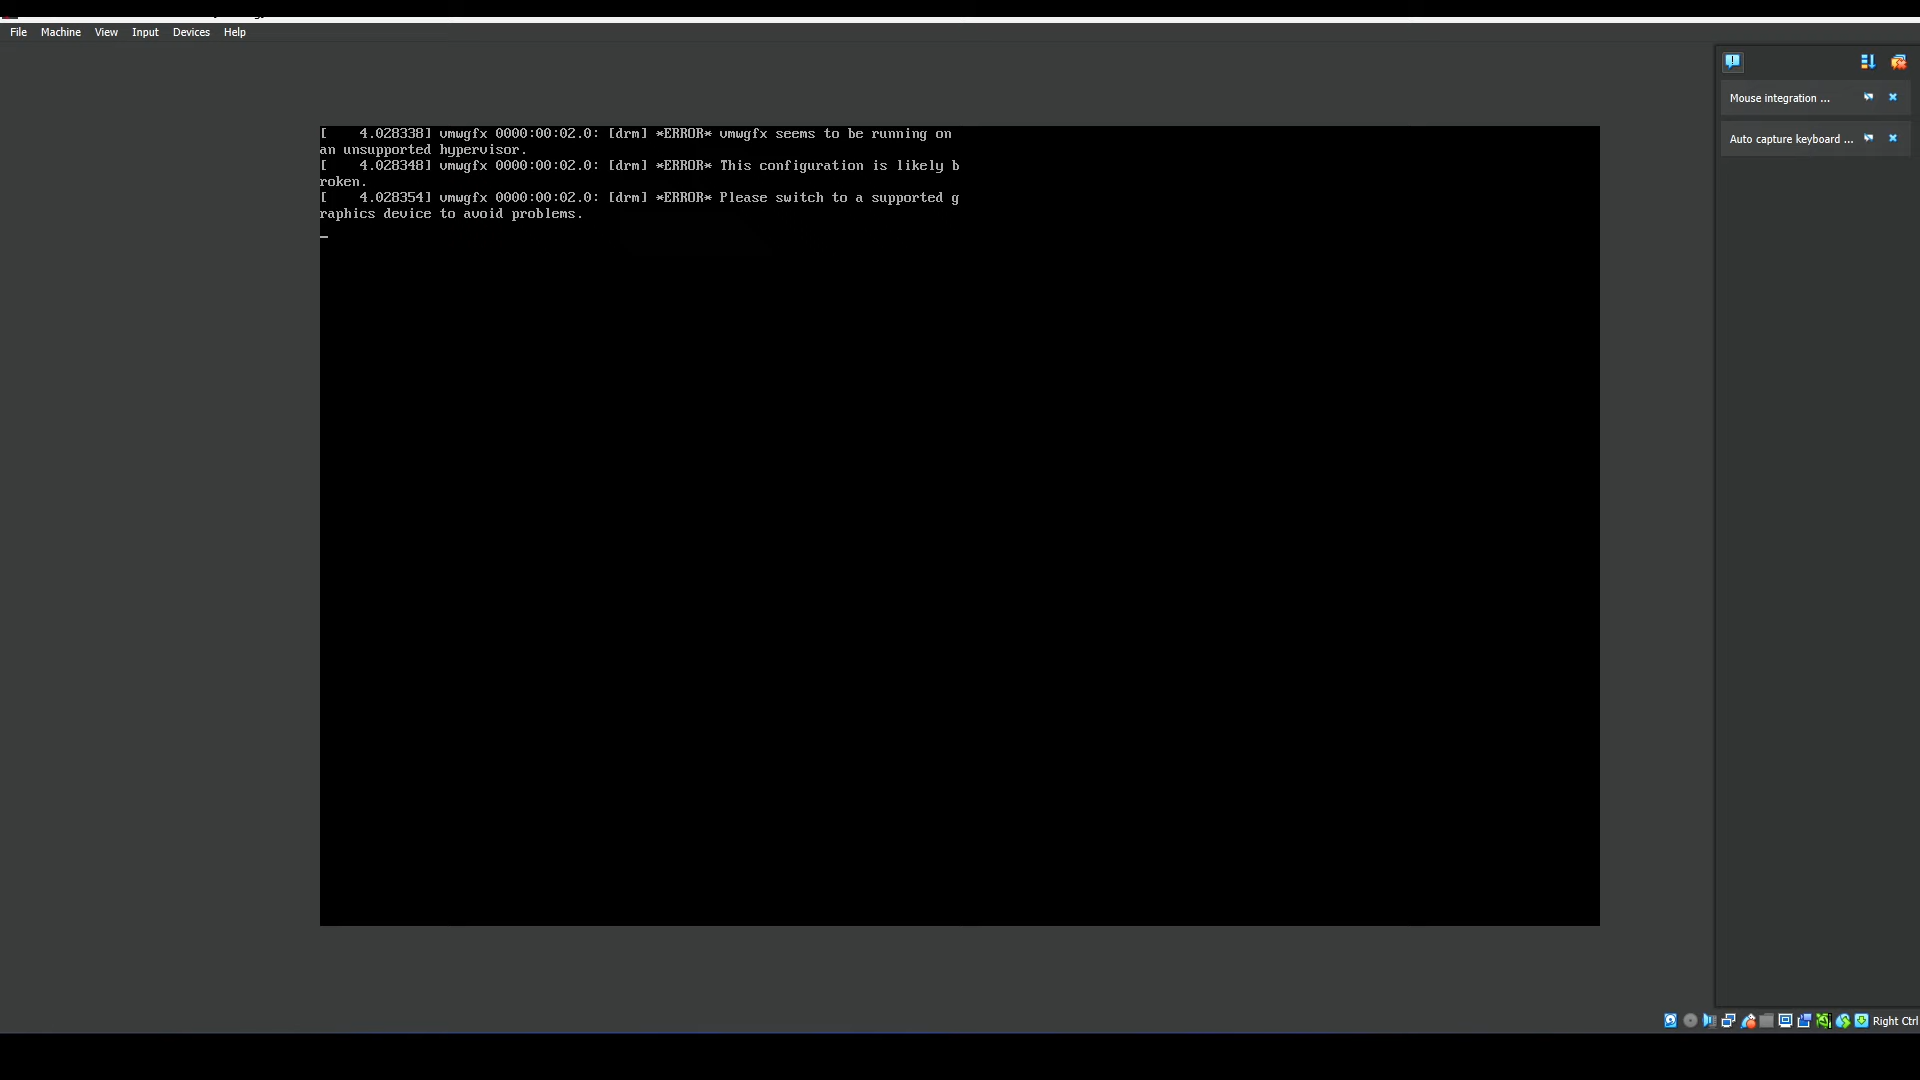 File Machine View Input Devices Help
Mouse integration ...
Auto capture keyboard ...
[    4.028338] vmwgfx 0000:00:02.0: [drm] *ERROR* vmwgfx seems to be running on
an unsupported hypervisor.
[    4.028348] vmwgfx 0000:00:02.0: [drm] *ERROR* This configuration is likely b
roken.
[    4.028354] vmwgfx 0000:00:02.0: [drm] *ERROR* Please switch to a supported g
raphics device to avoid problems.
_
Right Ctrl